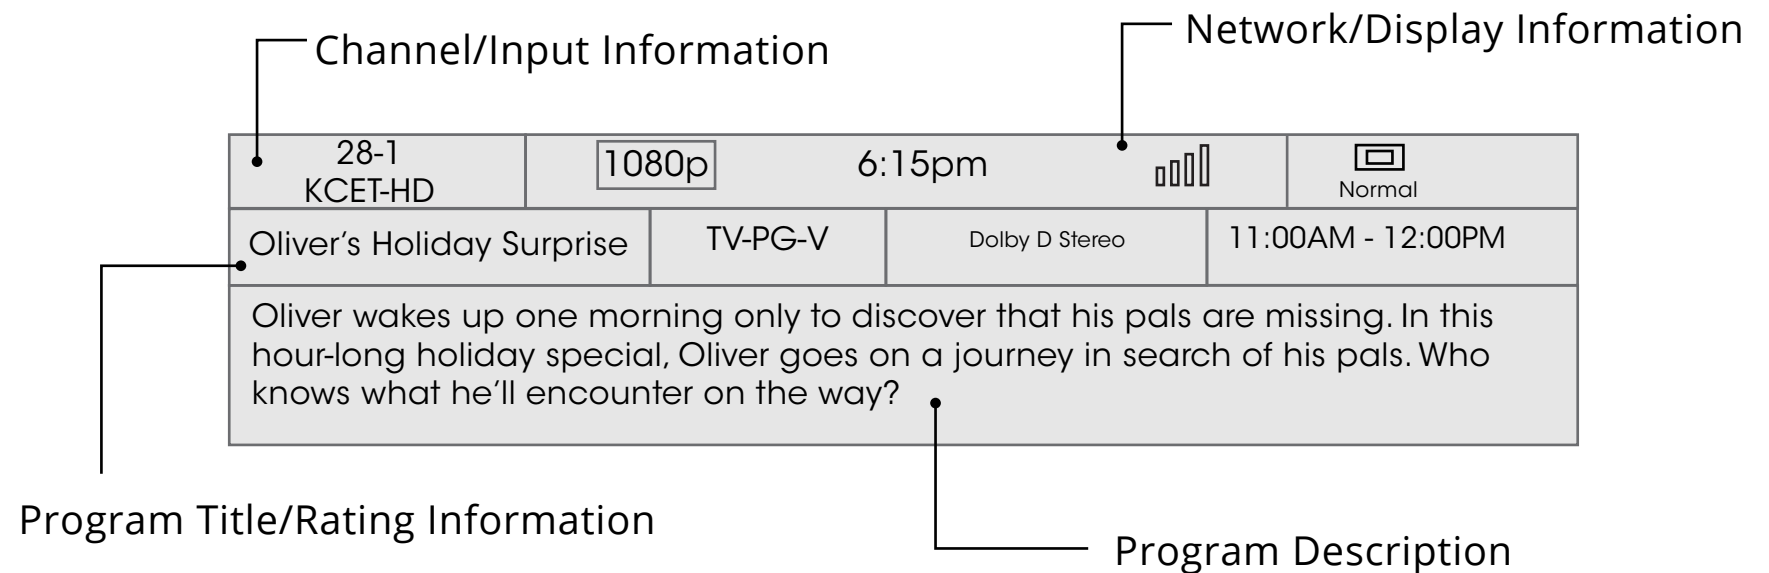 Network/Display Information
Channel/Input Information
28-1
KCET-HD
1080p
6:15pm
Normal
Oliver’s Holiday Surprise
TV-PG-V
Dolby D Stereo
11:00AM - 12:00PM
Oliver wakes up one morning only to discover that his pals are missing. In this
hour-long holiday special, Oliver goes on a journey in search of his pals. Who
knows what he’ll encounter on the way?
Program Title/Rating Information
Program Description